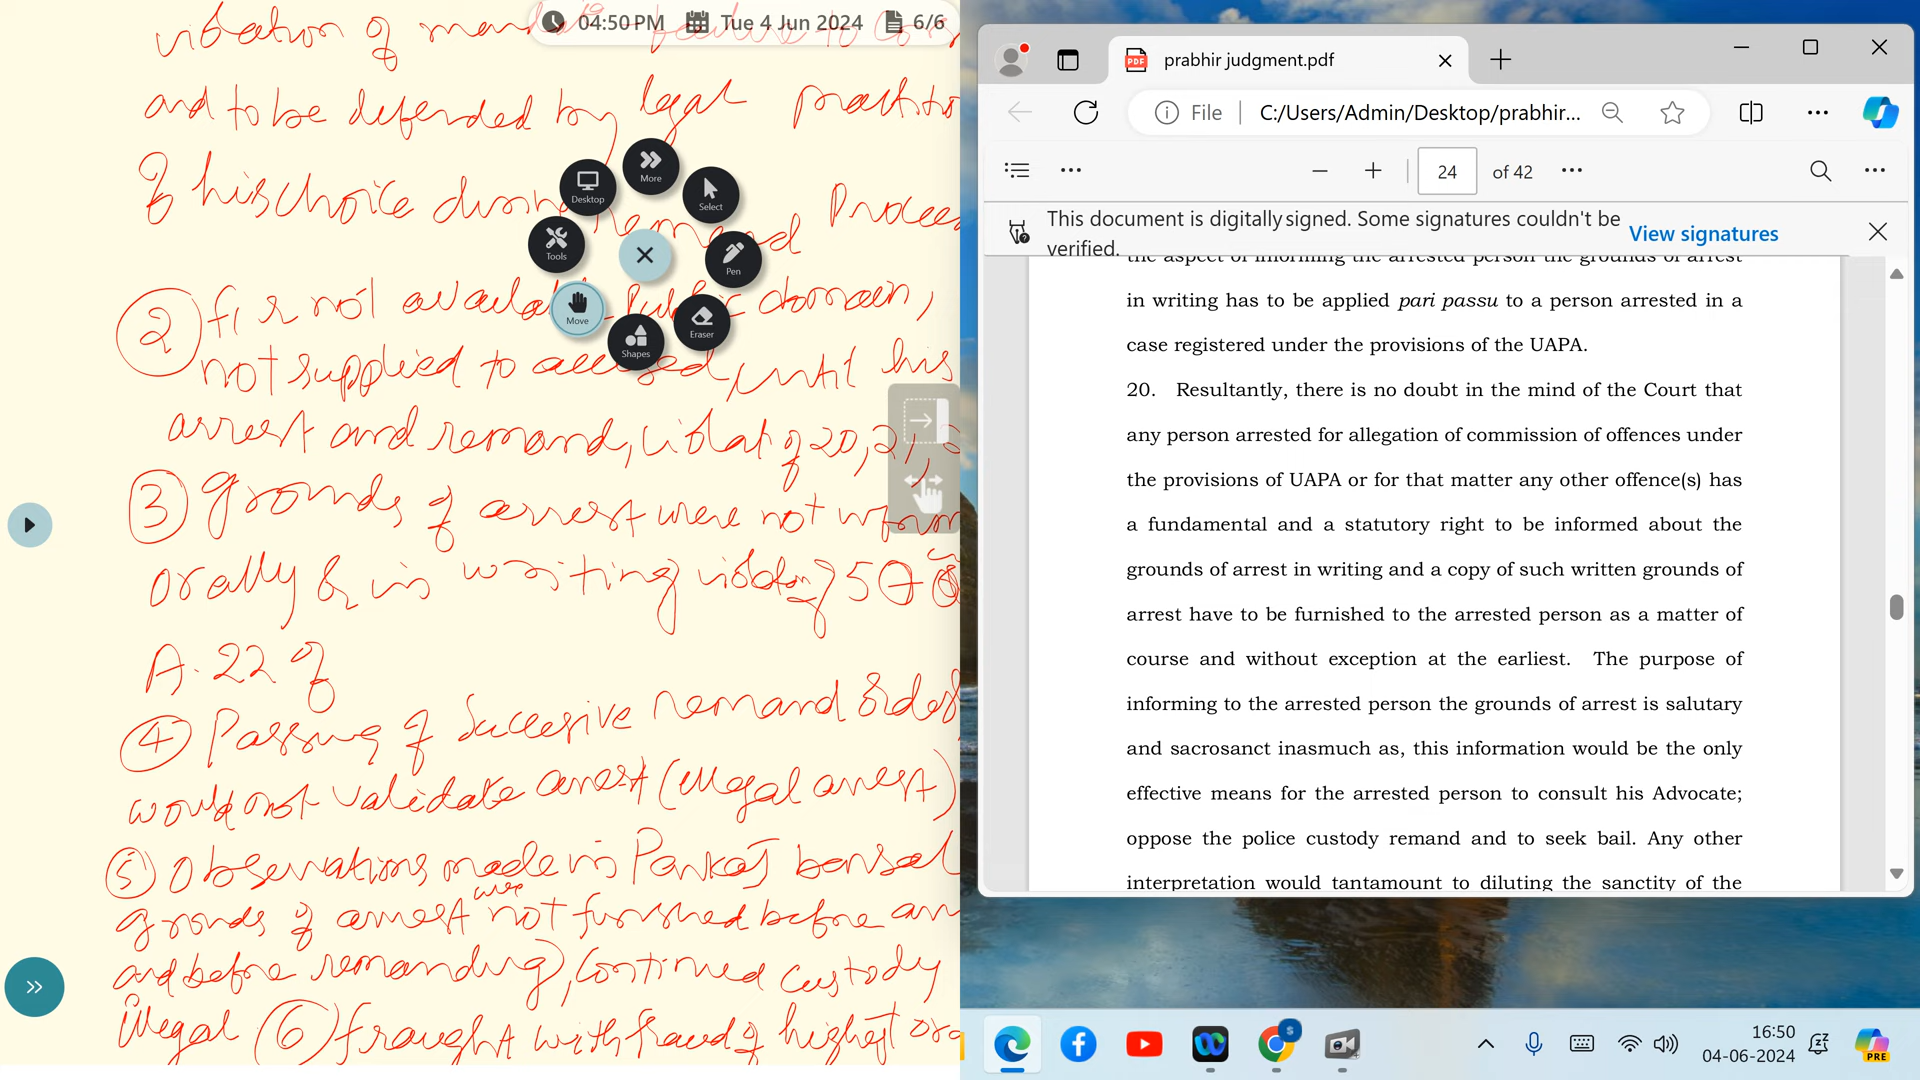 violation of
04:50 PM Tue 4 Jun 2024 6/6
and to be defended by legal
of his choice
② fir not public domain,
not supplied to accused, until his
arrest and remand, of 20, 21,
③ grounds of arrest were not
orally & in writing 50
A. 22 of
④ Passing of Successive remand
would not validate arrest (illegal arrest)
⑤ Observations made in Pankaj bansal
grounds of arrest were not furnished before
and before remanding), Continued custody
illegal ⑥ fraught with fraud of highest
More
Desktop
Select
Tools
Pen
Move
Eraser
Shapes
prabhir judgment.pdf
File C:/Users/Admin/Desktop/prabhir...
24 of 42
This document is digitally signed. Some signatures couldn't be
verified.
View signatures
the aspect of informing the arrested person the grounds of arrest
in writing has to be applied pari passu to a person arrested in a
case registered under the provisions of the UAPA.
20. Resultantly, there is no doubt in the mind of the Court that
any person arrested for allegation of commission of offences under
the provisions of UAPA or for that matter any other offence(s) has
a fundamental and a statutory right to be informed about the
grounds of arrest in writing and a copy of such written grounds of
arrest have to be furnished to the arrested person as a matter of
course and without exception at the earliest. The purpose of
informing to the arrested person the grounds of arrest is salutary
and sacrosanct inasmuch as, this information would be the only
effective means for the arrested person to consult his Advocate;
oppose the police custody remand and to seek bail. Any other
interpretation would tantamount to diluting the sanctity of the
16:50
04-06-2024
PRE